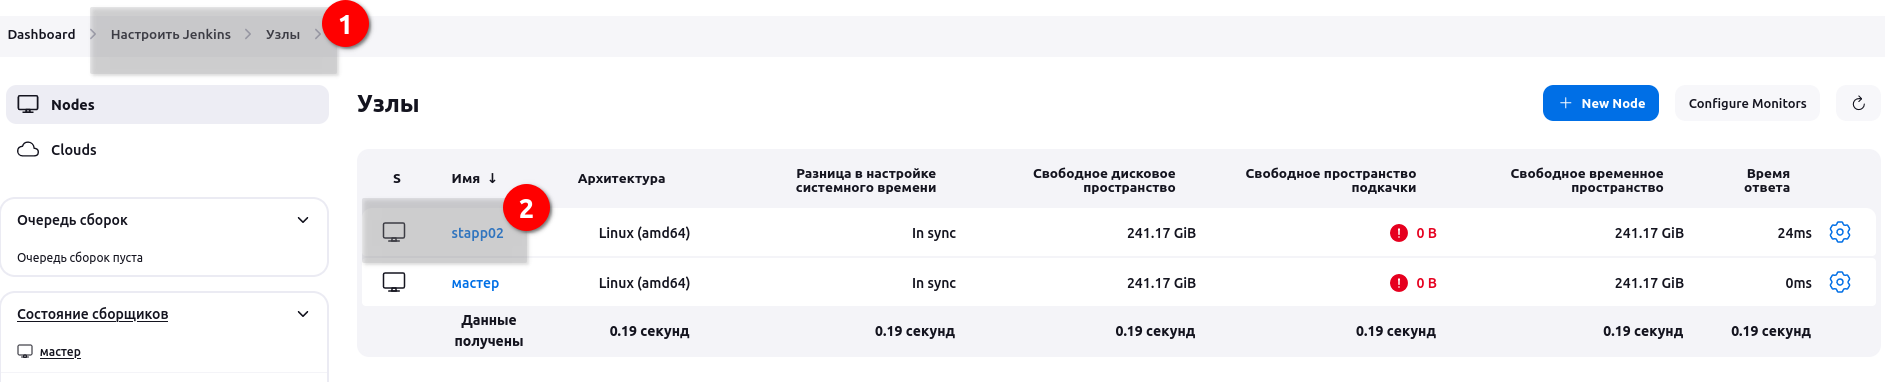 1
Dashboard > Настроить Jenkins > Узлы >
Nodes
Clouds
Очередь сборок
Очередь сборок пуста
Состояние сборщиков
мастер
Узлы
+ New Node
Configure Monitors
S
Имя ↓
Архитектура
Разница в настройке
системного времени
Свободное дисковое
пространство
Свободное пространство
подкачки
Свободное временное
пространство
Время
ответа
2
stapp02 Linux (amd64) In sync 241.17 GiB ! 0 B 241.17 GiB 24ms
мастер Linux (amd64) In sync 241.17 GiB ! 0 B 241.17 GiB 0ms
Данные
получены
0.19 секунд 0.19 секунд 0.19 секунд 0.19 секунд 0.19 секунд 0.19 секунд